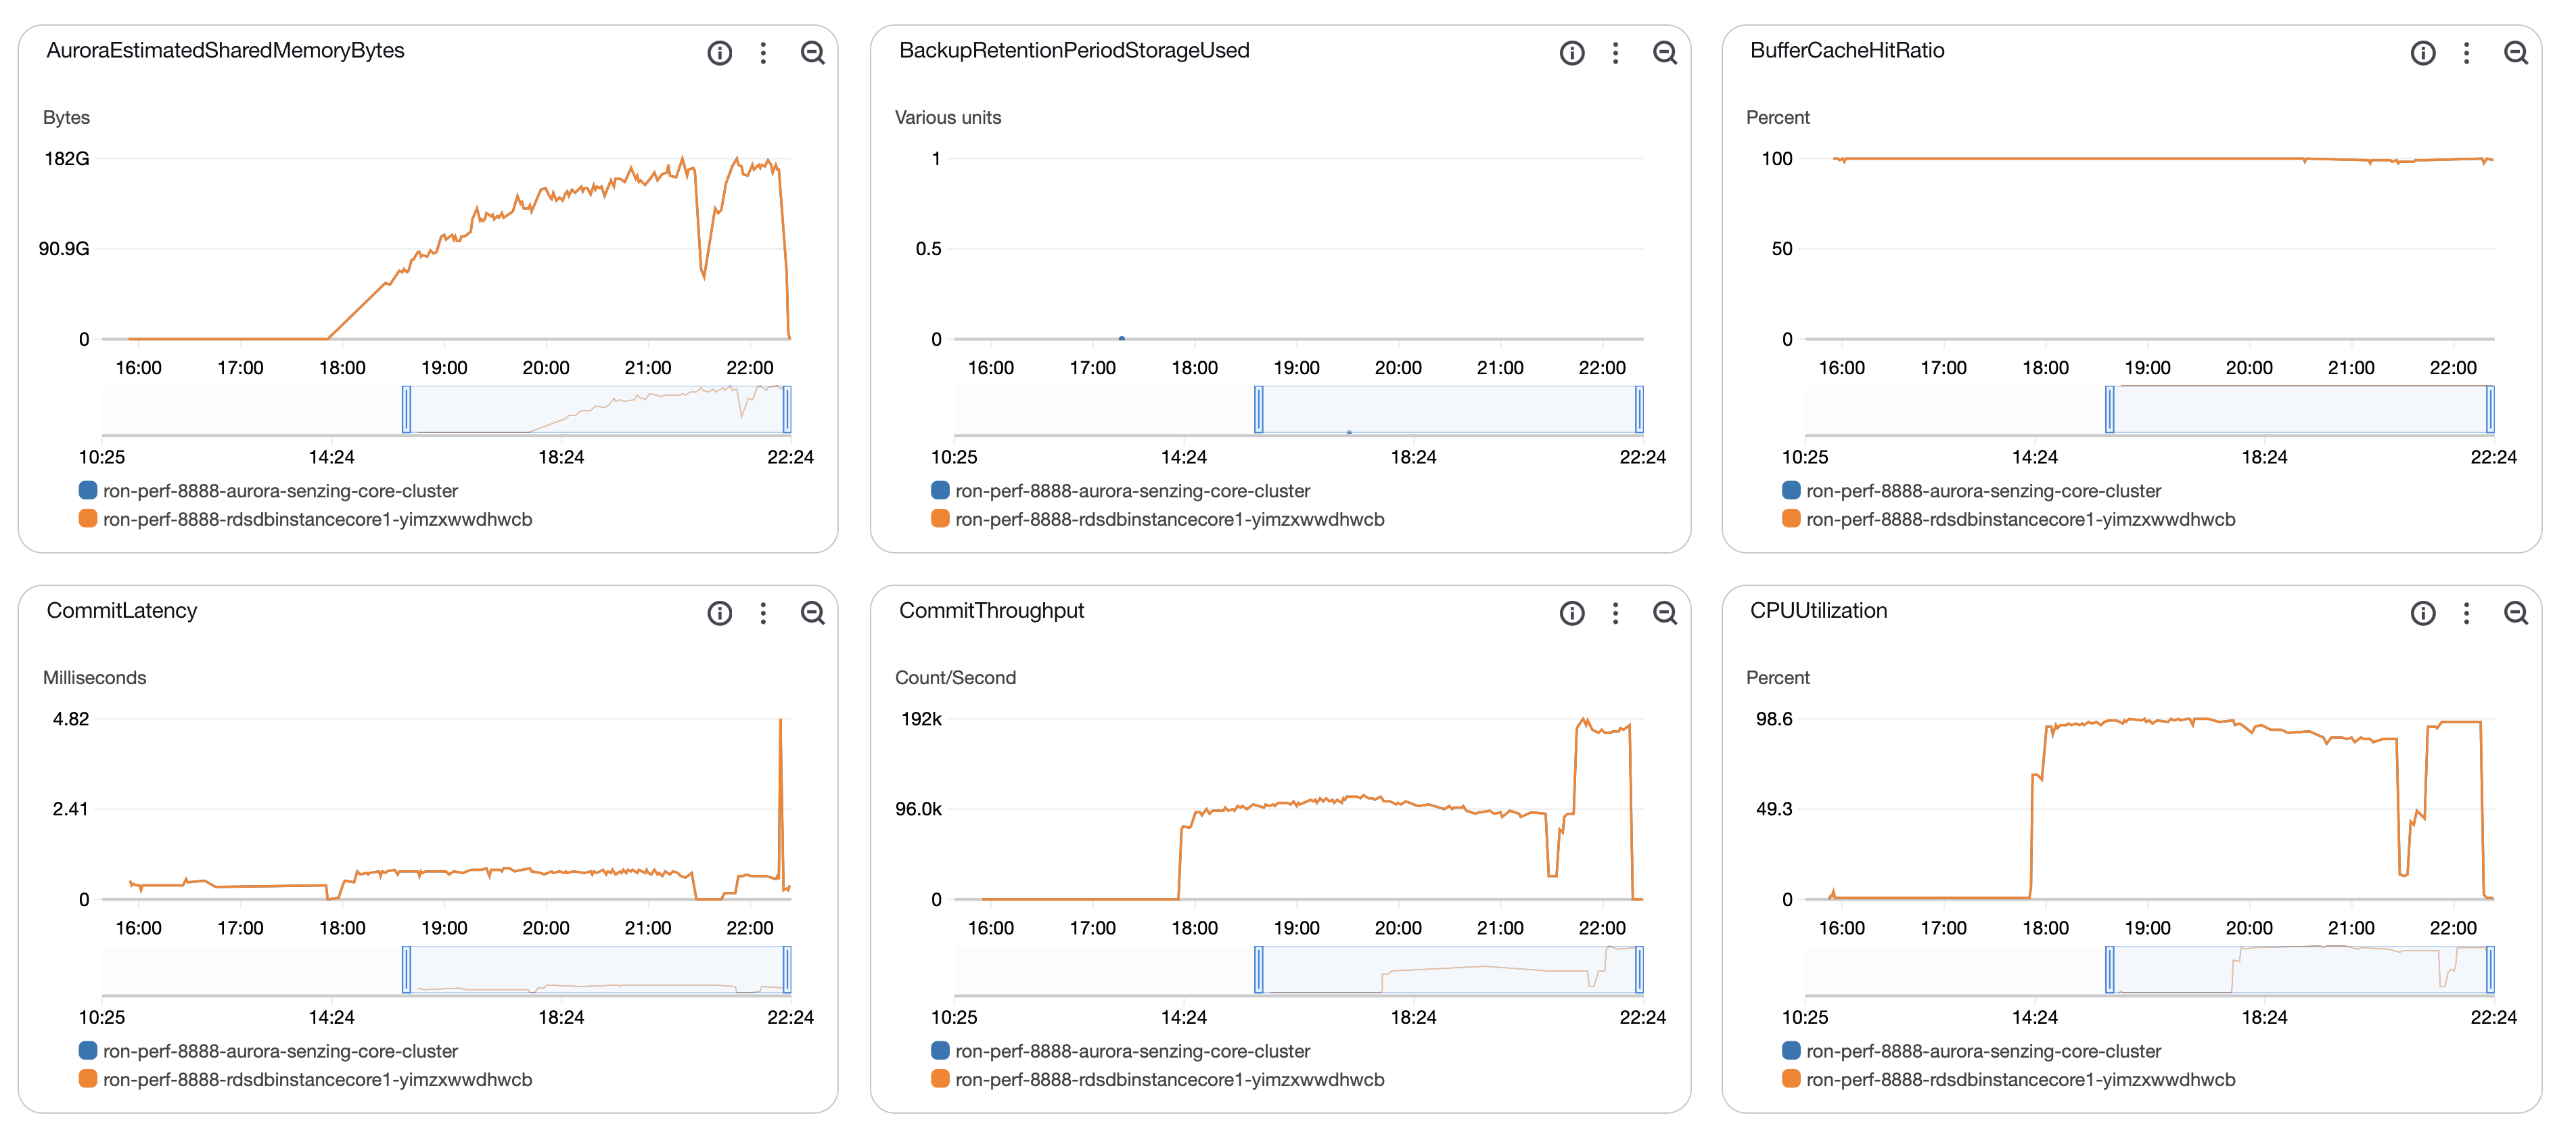 AuroraEstimatedSharedMemoryBytes
Bytes
182G
90.9G
0
16:00 17:00 18:00 19:00 20:00 21:00 22:00
10:25 14:24 18:24 22:24
ron-perf-8888-aurora-senzing-core-cluster
ron-perf-8888-rdsdbinstancecore1-yimzxwwdhwcb
BackupRetentionPeriodStorageUsed
Various units
1
0.5
0
16:00 17:00 18:00 19:00 20:00 21:00 22:00
10:25 14:24 18:24 22:24
ron-perf-8888-aurora-senzing-core-cluster
ron-perf-8888-rdsdbinstancecore1-yimzxwwdhwcb
BufferCacheHitRatio
Percent
100
50
0
16:00 17:00 18:00 19:00 20:00 21:00 22:00
10:25 14:24 18:24 22:24
ron-perf-8888-aurora-senzing-core-cluster
ron-perf-8888-rdsdbinstancecore1-yimzxwwdhwcb
CommitLatency
Milliseconds
4.82
2.41
0
16:00 17:00 18:00 19:00 20:00 21:00 22:00
10:25 14:24 18:24 22:24
ron-perf-8888-aurora-senzing-core-cluster
ron-perf-8888-rdsdbinstancecore1-yimzxwwdhwcb
CommitThroughput
Count/Second
192k
96.0k
0
16:00 17:00 18:00 19:00 20:00 21:00 22:00
10:25 14:24 18:24 22:24
ron-perf-8888-aurora-senzing-core-cluster
ron-perf-8888-rdsdbinstancecore1-yimzxwwdhwcb
CPUUtilization
Percent
98.6
49.3
0
16:00 17:00 18:00 19:00 20:00 21:00 22:00
10:25 14:24 18:24 22:24
ron-perf-8888-aurora-senzing-core-cluster
ron-perf-8888-rdsdbinstancecore1-yimzxwwdhwcb